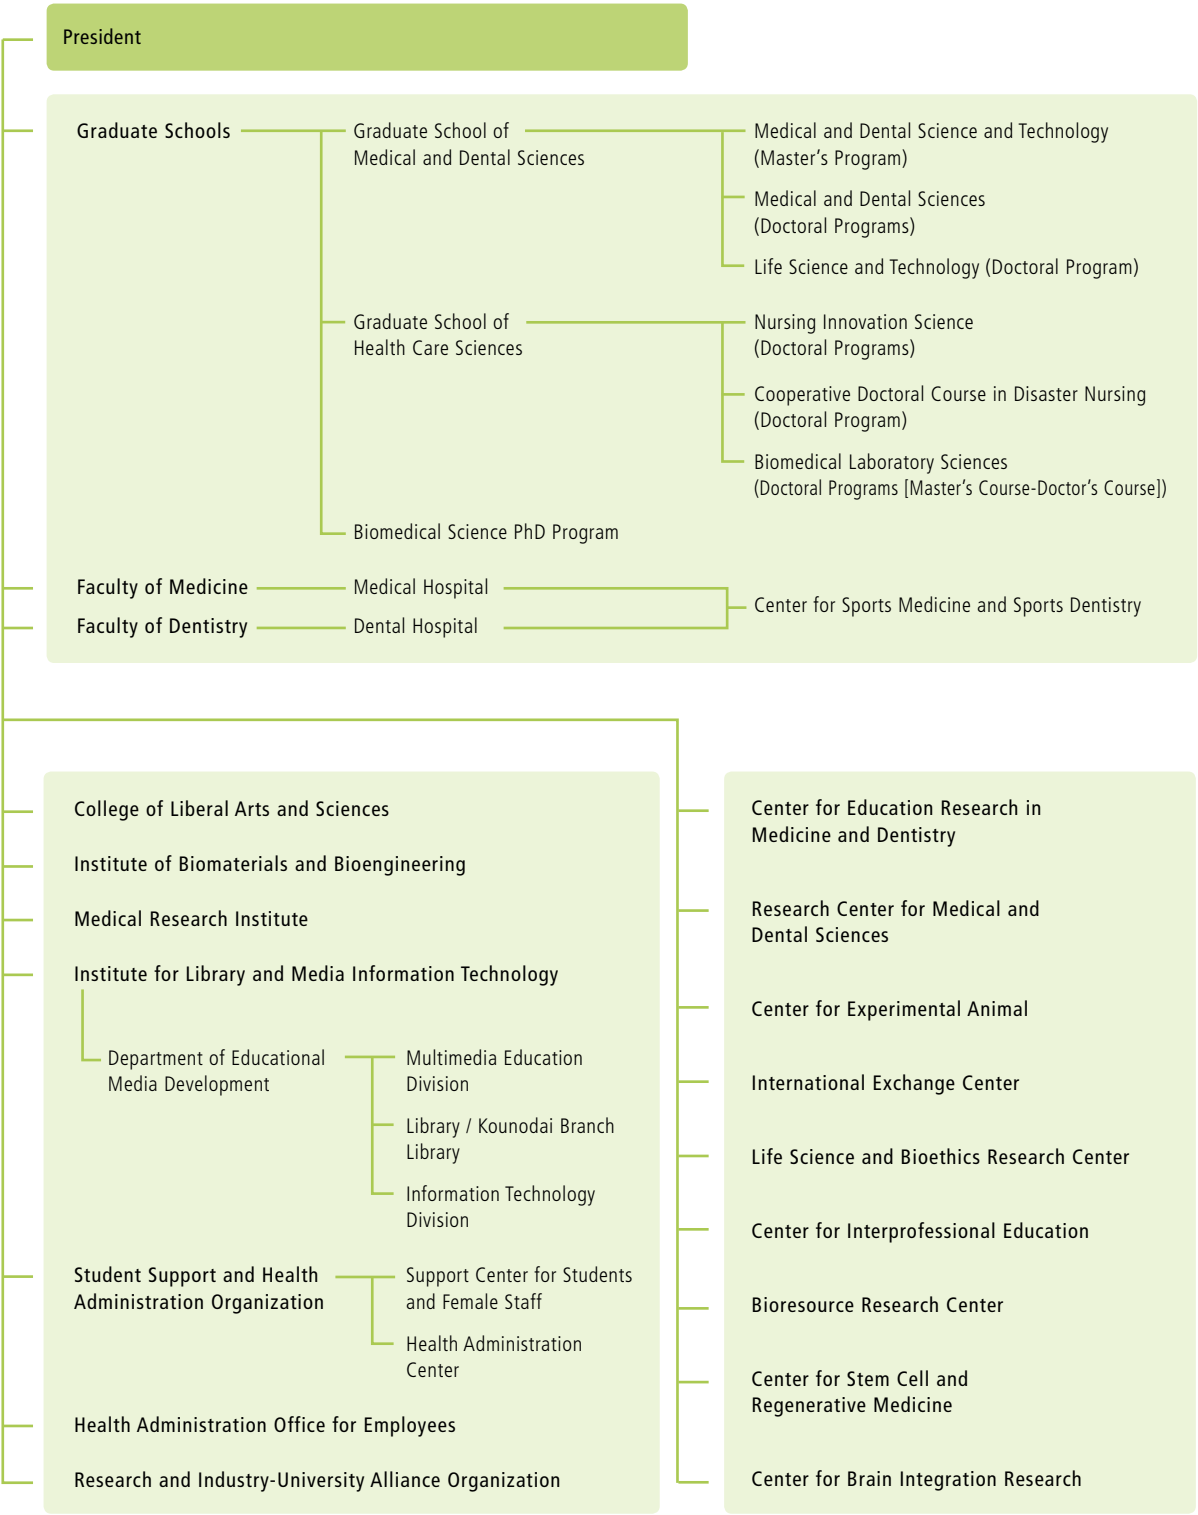 President
Graduate Schools
Graduate School of
Medical and Dental Sciences
Medical and Dental Science and Technology
(Master's Program)
Medical and Dental Sciences
(Doctoral Programs)
Life Science and Technology (Doctoral Program)
Graduate School of
Health Care Sciences
Nursing Innovation Science
(Doctoral Programs)
Cooperative Doctoral Course in Disaster Nursing
(Doctoral Program)
Biomedical Laboratory Sciences
(Doctoral Programs [Master's Course-Doctor's Course])
Biomedical Science PhD Program
Faculty of Medicine
Medical Hospital
Faculty of Dentistry
Dental Hospital
Center for Sports Medicine and Sports Dentistry
College of Liberal Arts and Sciences
Institute of Biomaterials and Bioengineering
Medical Research Institute
Institute for Library and Media Information Technology
Department of Educational
Media Development
Multimedia Education
Division
Library / Kounodai Branch
Library
Information Technology
Division
Student Support and Health
Administration Organization
Support Center for Students
and Female Staff
Health Administration
Center
Health Administration Office for Employees
Research and Industry-University Alliance Organization
Center for Education Research in
Medicine and Dentistry
Research Center for Medical and
Dental Sciences
Center for Experimental Animal
International Exchange Center
Life Science and Bioethics Research Center
Center for Interprofessional Education
Bioresource Research Center
Center for Stem Cell and
Regenerative Medicine
Center for Brain Integration Research